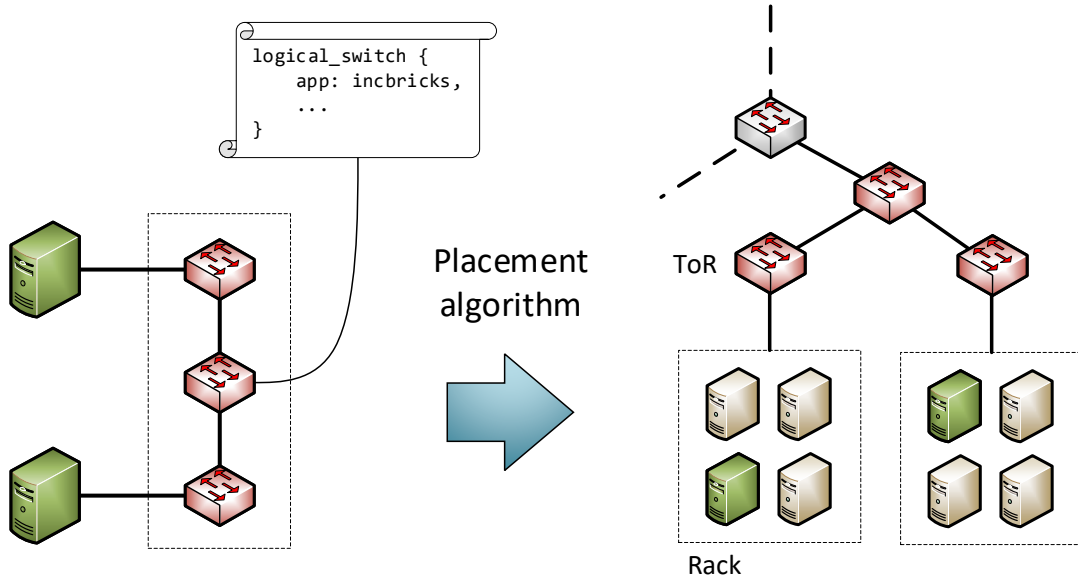 logical_switch {
    app: incbricks,
    ...
}
Placement
algorithm
ToR
Rack